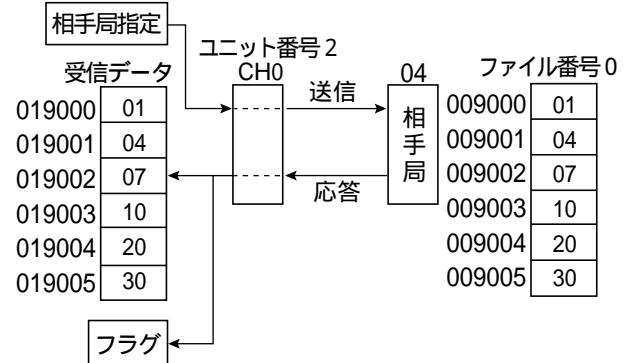 相手局指定
ユニット番号2
CH0
受信データ
019000 01
019001 04
019002 07
019003 10
019004 20
019005 30
フラグ
送信
応答
04
相手局
ファイル番号0
009000 01
009001 04
009002 07
009003 10
009004 20
009005 30